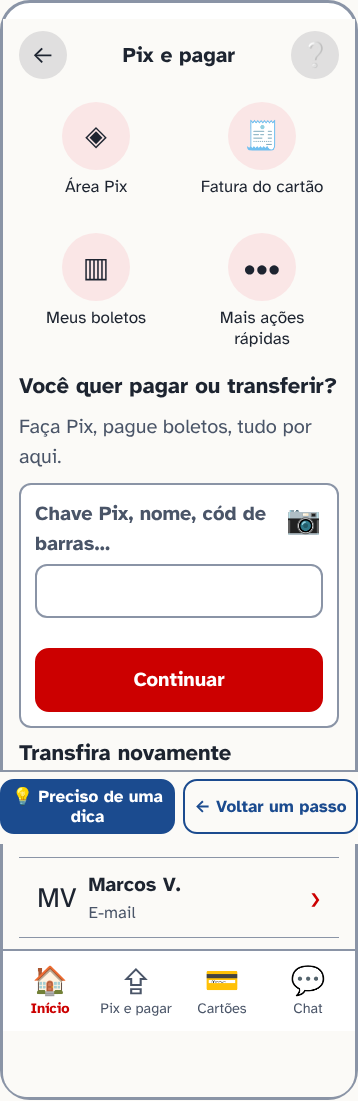 Pix e pagar
Área Pix
Fatura do cartão
Meus boletos
Mais ações
rápidas
Você quer pagar ou transferir?
Faça Pix, pague boletos, tudo por
aqui.
Chave Pix, nome, cód de
barras...
Continuar
Transfira novamente
Preciso de uma
dica
← Voltar um passo
MV
Marcos V.
E-mail
Início
Pix e pagar
Cartões
Chat